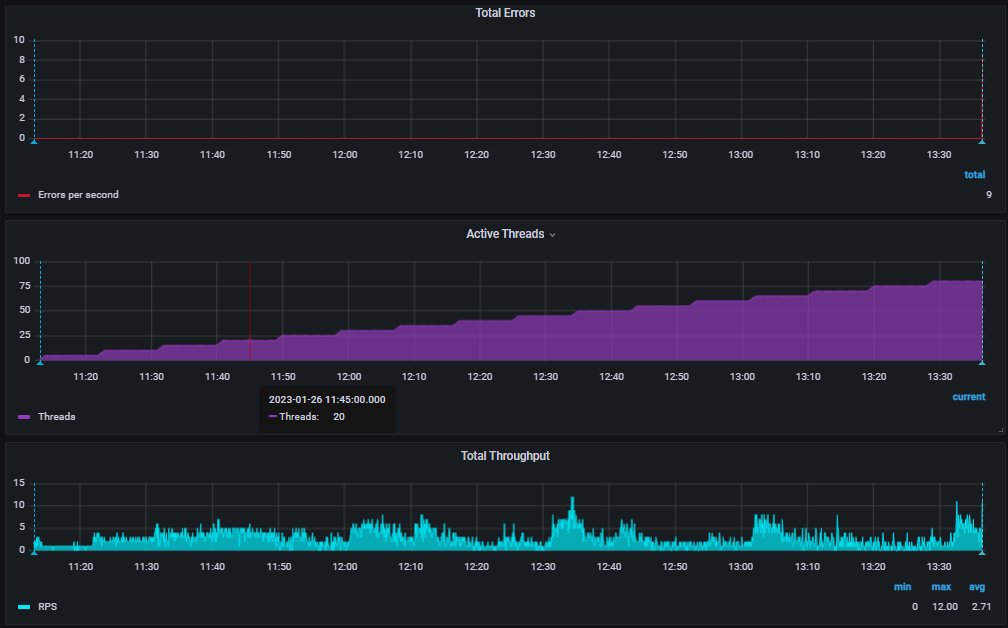 Total Errors
10
8
6
4
2
0
11:20 11:30 11:40 11:50 12:00 12:10 12:20 12:30 12:40 12:50 13:00 13:10 13:20 13:30
total
Errors per second 9
Active Threads
100
75
50
25
0
11:20 11:30 11:40 11:50 12:00 12:10 12:20 12:30 12:40 12:50 13:00 13:10 13:20 13:30
2023-01-26 11:45:00.000
Threads: 20
current
Threads
Total Throughput
15
10
5
0
11:20 11:30 11:40 11:50 12:00 12:10 12:20 12:30 12:40 12:50 13:00 13:10 13:20 13:30
min max avg
RPS 0 12.00 2.71